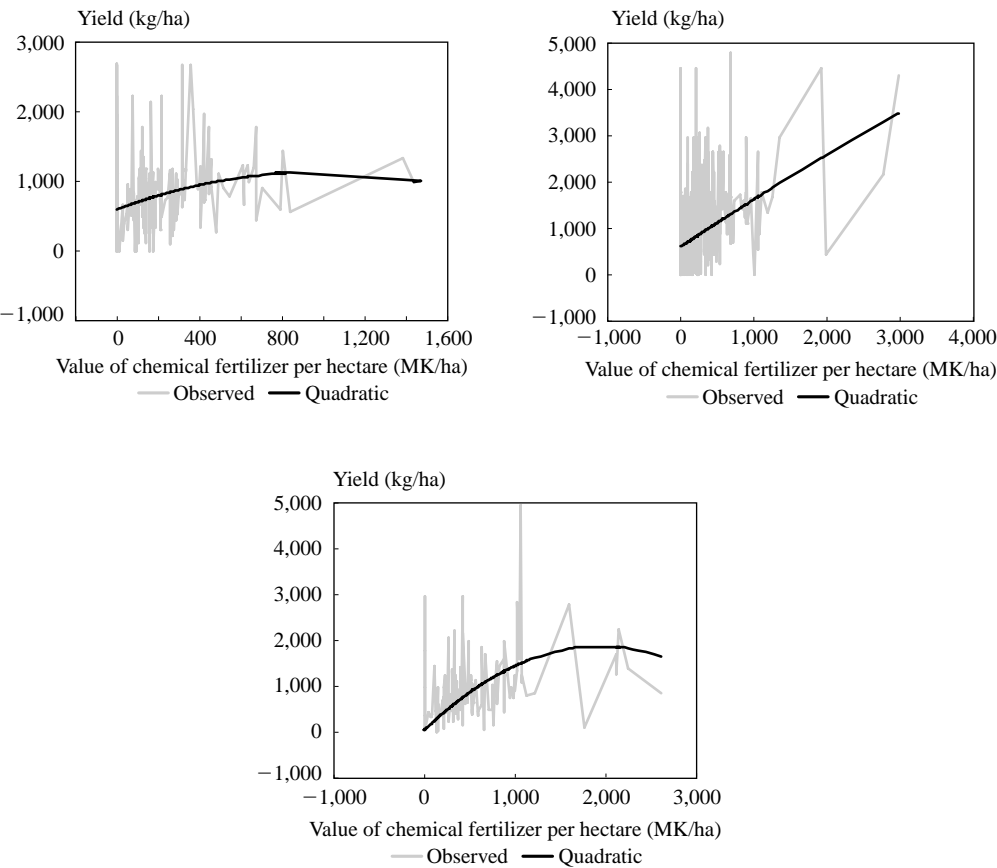 Yield (kg/ha)
3,000
2,000
1,000
0
−1,000
0 400 800 1,200 1,600
Value of chemical fertilizer per hectare (MK/ha)
Observed Quadratic
Yield (kg/ha)
5,000
4,000
3,000
2,000
1,000
0
−1,000
−1,000 0 1,000 2,000 3,000 4,000
Value of chemical fertilizer per hectare (MK/ha)
Observed Quadratic
Yield (kg/ha)
5,000
4,000
3,000
2,000
1,000
0
−1,000
−1,000 0 1,000 2,000 3,000
Value of chemical fertilizer per hectare (MK/ha)
Observed Quadratic